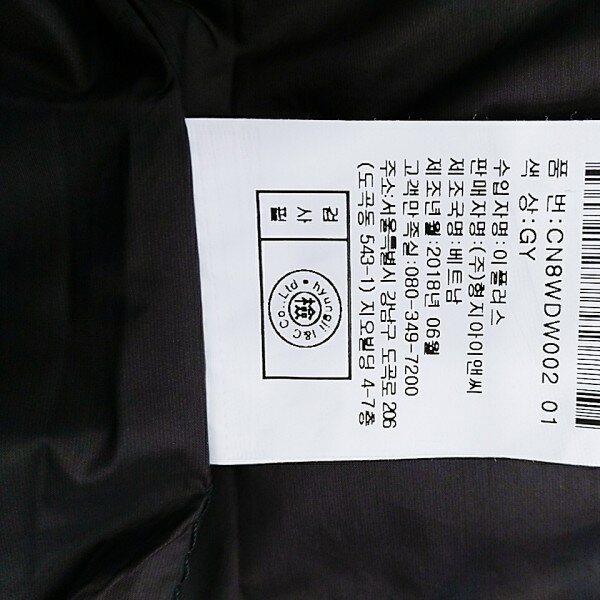 품 번:CN8WDW002 01
색 상:GY
수입자명:이플러스
판매자명:(주)형지아이앤씨
제조국명:베트남
제조년월:2018년 06월
고객만족실:080-349-7200
주소:서울특별시 강남구 도곡로 206
(도곡동 543-1) 지오빌딩 4-7층
검사필
hyungji I&C Co.,Ltd
檢